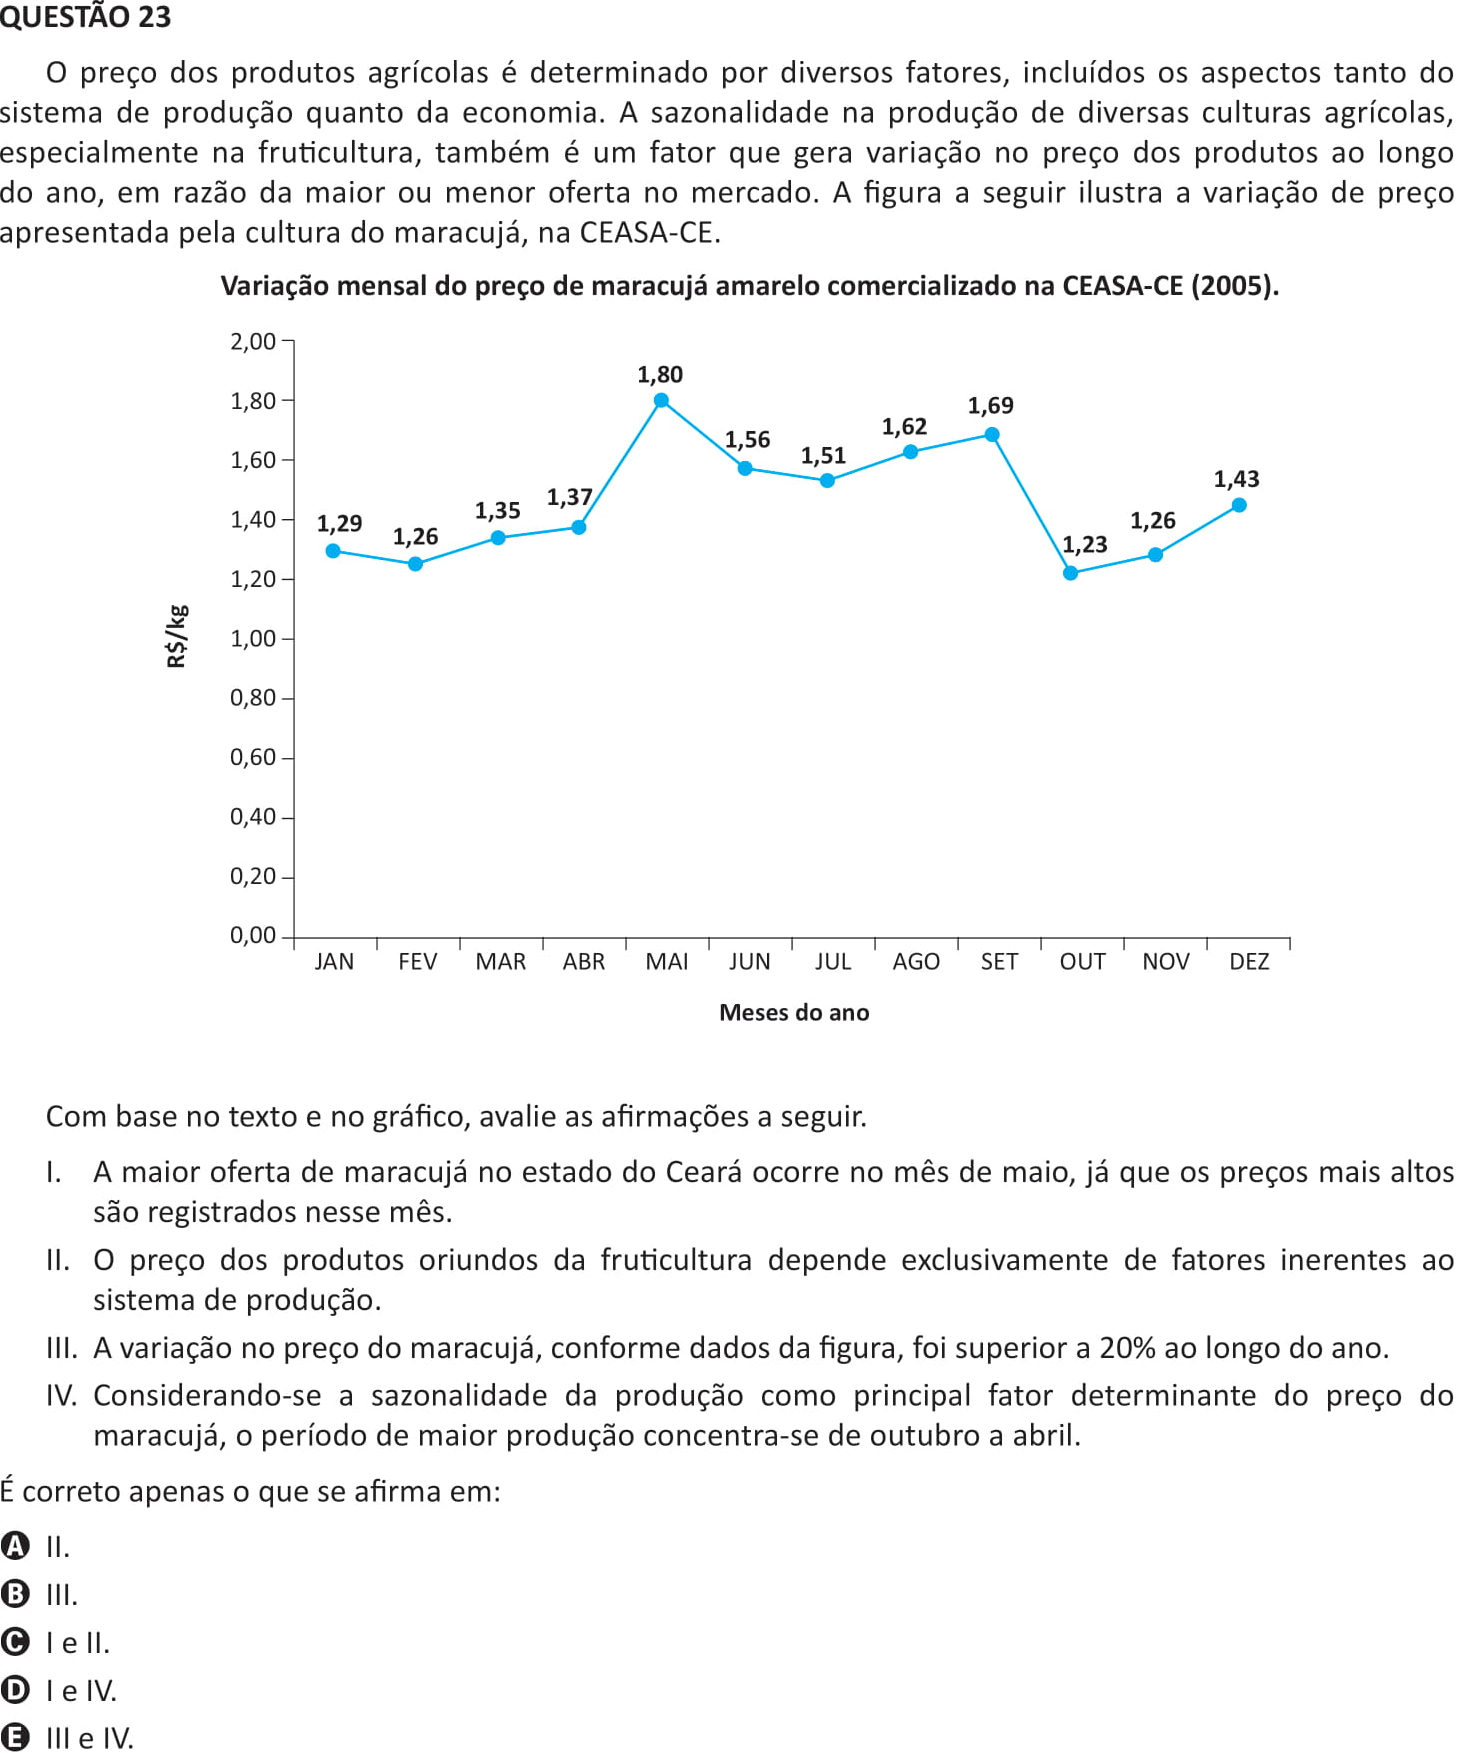 QUESTÃO 23
O preço dos produtos agrícolas é determinado por diversos fatores, incluídos os aspectos tanto do
sistema de produção quanto da economia. A sazonalidade na produção de diversas culturas agrícolas,
especialmente na fruticultura, também é um fator que gera variação no preço dos produtos ao longo
do ano, em razão da maior ou menor oferta no mercado. A figura a seguir ilustra a variação de preço
apresentada pela cultura do maracujá, na CEASA-CE.
Variação mensal do preço de maracujá amarelo comercializado na CEASA-CE (2005).
2,00
1,80
1,60
1,40
1,20
1,00
0,80
0,60
0,40
0,20
0,00
R$/kg
1,29
1,26
1,35
1,37
1,80
1,56
1,51
1,62
1,69
1,23
1,26
1,43
JAN FEV MAR ABR MAI JUN JUL AGO SET OUT NOV DEZ
Meses do ano
Com base no texto e no gráfico, avalie as afirmações a seguir.
I. A maior oferta de maracujá no estado do Ceará ocorre no mês de maio, já que os preços mais altos
são registrados nesse mês.
II. O preço dos produtos oriundos da fruticultura depende exclusivamente de fatores inerentes ao
sistema de produção.
III. A variação no preço do maracujá, conforme dados da figura, foi superior a 20% ao longo do ano.
IV. Considerando-se a sazonalidade da produção como principal fator determinante do preço do
maracujá, o período de maior produção concentra-se de outubro a abril.
É correto apenas o que se afirma em:
A II.
B III.
C I e II.
D I e IV.
E III e IV.